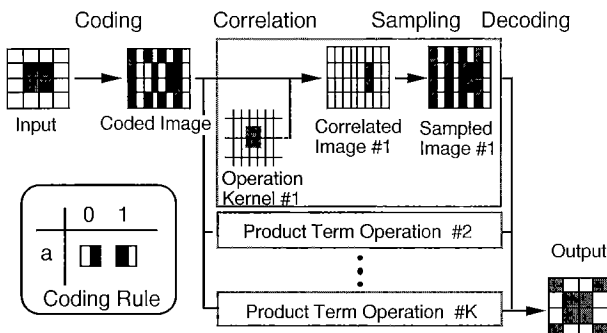 Coding
Correlation
Sampling
Decoding
Input
Coded Image
Correlated
Image #1
Sampled
Image #1
Operation
Kernel #1
0 1
a
Coding Rule
Product Term Operation #2
Product Term Operation #K
Output